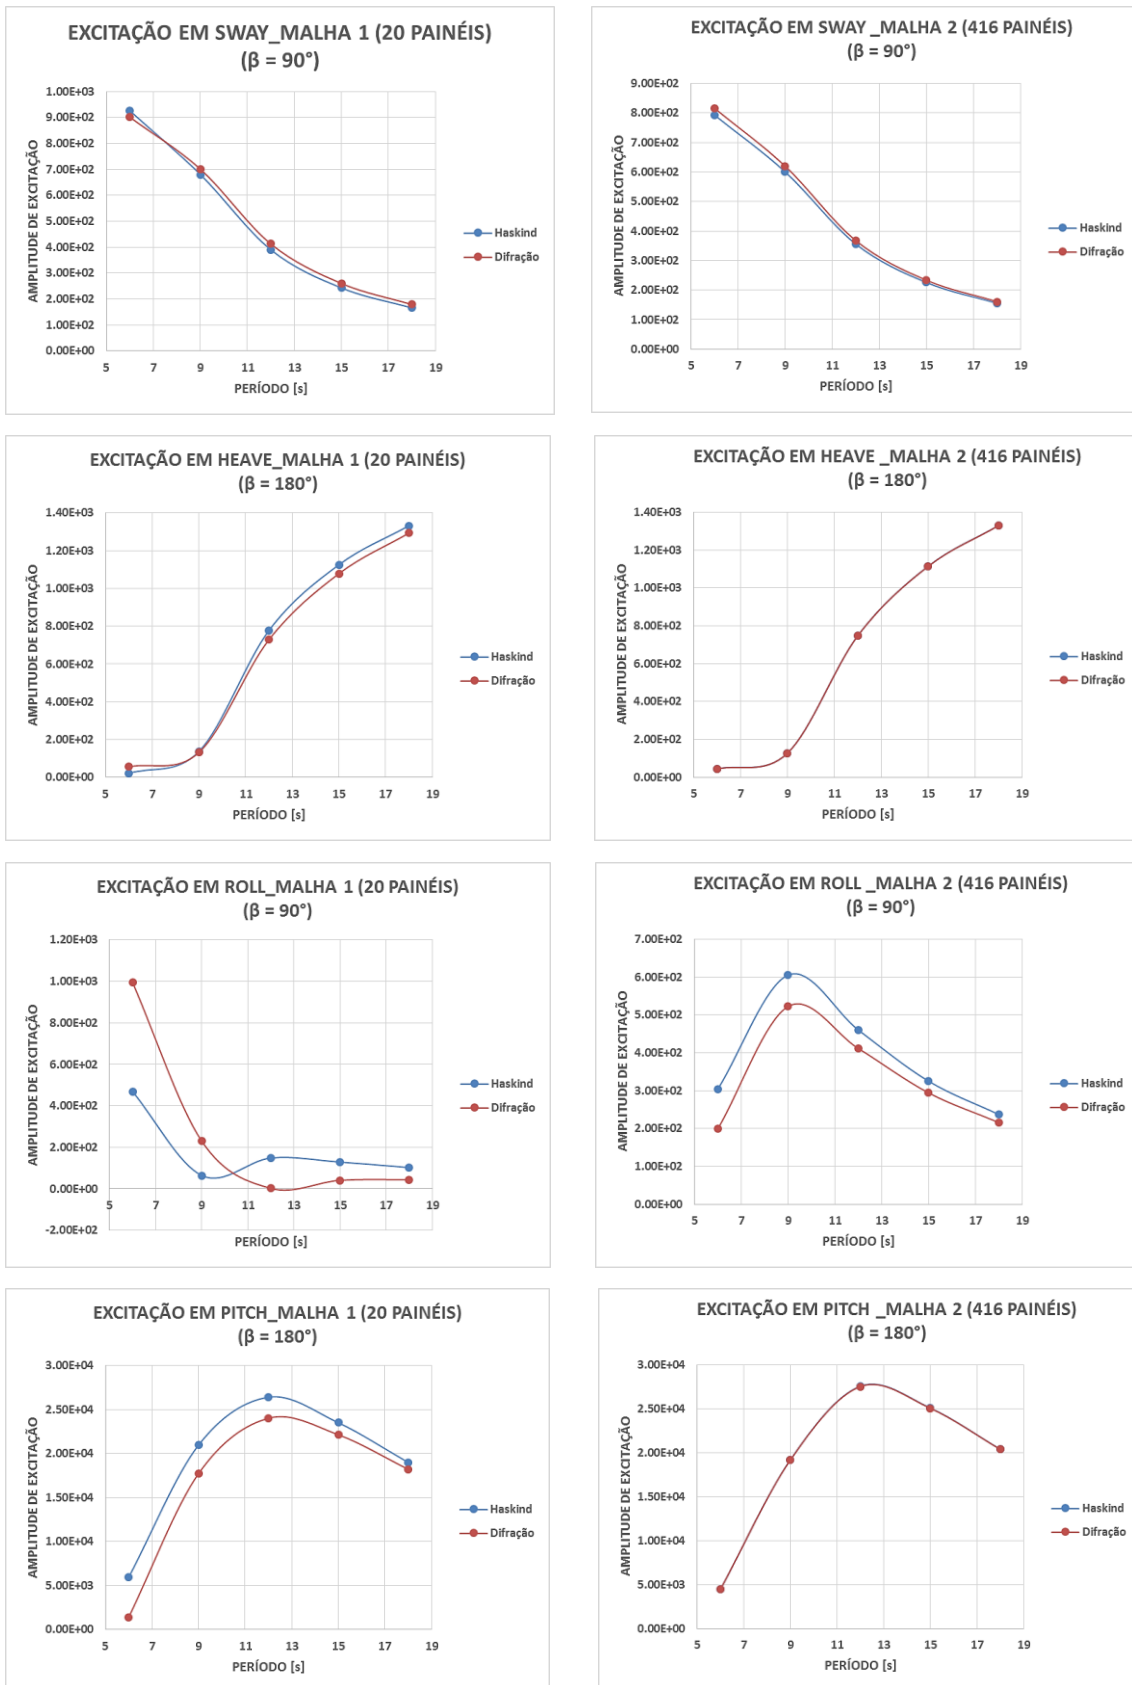 EXCITAÇÃO EM SWAY_MALHA 1 (20 PAINÉIS)
(β = 90°)
AMPLITUDE DE EXCITAÇÃO
1.00E+03
9.00E+02
8.00E+02
7.00E+02
6.00E+02
5.00E+02
4.00E+02
3.00E+02
2.00E+02
1.00E+02
0.00E+00
5 7 9 11 13 15 17 19
PERÍODO [s]
Haskind
Difração
EXCITAÇÃO EM SWAY _MALHA 2 (416 PAINÉIS)
(β = 90°)
AMPLITUDE DE EXCITAÇÃO
9.00E+02
8.00E+02
7.00E+02
6.00E+02
5.00E+02
4.00E+02
3.00E+02
2.00E+02
1.00E+02
0.00E+00
5 7 9 11 13 15 17 19
PERÍODO [s]
Haskind
Difração
EXCITAÇÃO EM HEAVE_MALHA 1 (20 PAINÉIS)
(β = 180°)
AMPLITUDE DE EXCITAÇÃO
1.40E+03
1.20E+03
1.00E+03
8.00E+02
6.00E+02
4.00E+02
2.00E+02
0.00E+00
5 7 9 11 13 15 17 19
PERÍODO [s]
Haskind
Difração
EXCITAÇÃO EM HEAVE _MALHA 2 (416 PAINÉIS)
(β = 180°)
AMPLITUDE DE EXCITAÇÃO
1.40E+03
1.20E+03
1.00E+03
8.00E+02
6.00E+02
4.00E+02
2.00E+02
0.00E+00
5 7 9 11 13 15 17 19
PERÍODO [s]
Haskind
Difração
EXCITAÇÃO EM ROLL_MALHA 1 (20 PAINÉIS)
(β = 90°)
AMPLITUDE DE EXCITAÇÃO
1.20E+03
1.00E+03
8.00E+02
6.00E+02
4.00E+02
2.00E+02
0.00E+00
-2.00E+02
5 7 9 11 13 15 17 19
PERÍODO [s]
Haskind
Difração
EXCITAÇÃO EM ROLL _MALHA 2 (416 PAINÉIS)
(β = 90°)
AMPLITUDE DE EXCITAÇÃO
7.00E+02
6.00E+02
5.00E+02
4.00E+02
3.00E+02
2.00E+02
1.00E+02
0.00E+00
5 7 9 11 13 15 17 19
PERÍODO [s]
Haskind
Difração
EXCITAÇÃO EM PITCH_MALHA 1 (20 PAINÉIS)
(β = 180°)
AMPLITUDE DE EXCITAÇÃO
3.00E+04
2.50E+04
2.00E+04
1.50E+04
1.00E+04
5.00E+03
0.00E+00
5 7 9 11 13 15 17 19
PERÍODO [s]
Haskind
Difração
EXCITAÇÃO EM PITCH _MALHA 2 (416 PAINÉIS)
(β = 180°)
AMPLITUDE DE EXCITAÇÃO
3.00E+04
2.50E+04
2.00E+04
1.50E+04
1.00E+04
5.00E+03
0.00E+00
5 7 9 11 13 15 17 19
PERÍODO [s]
Haskind
Difração